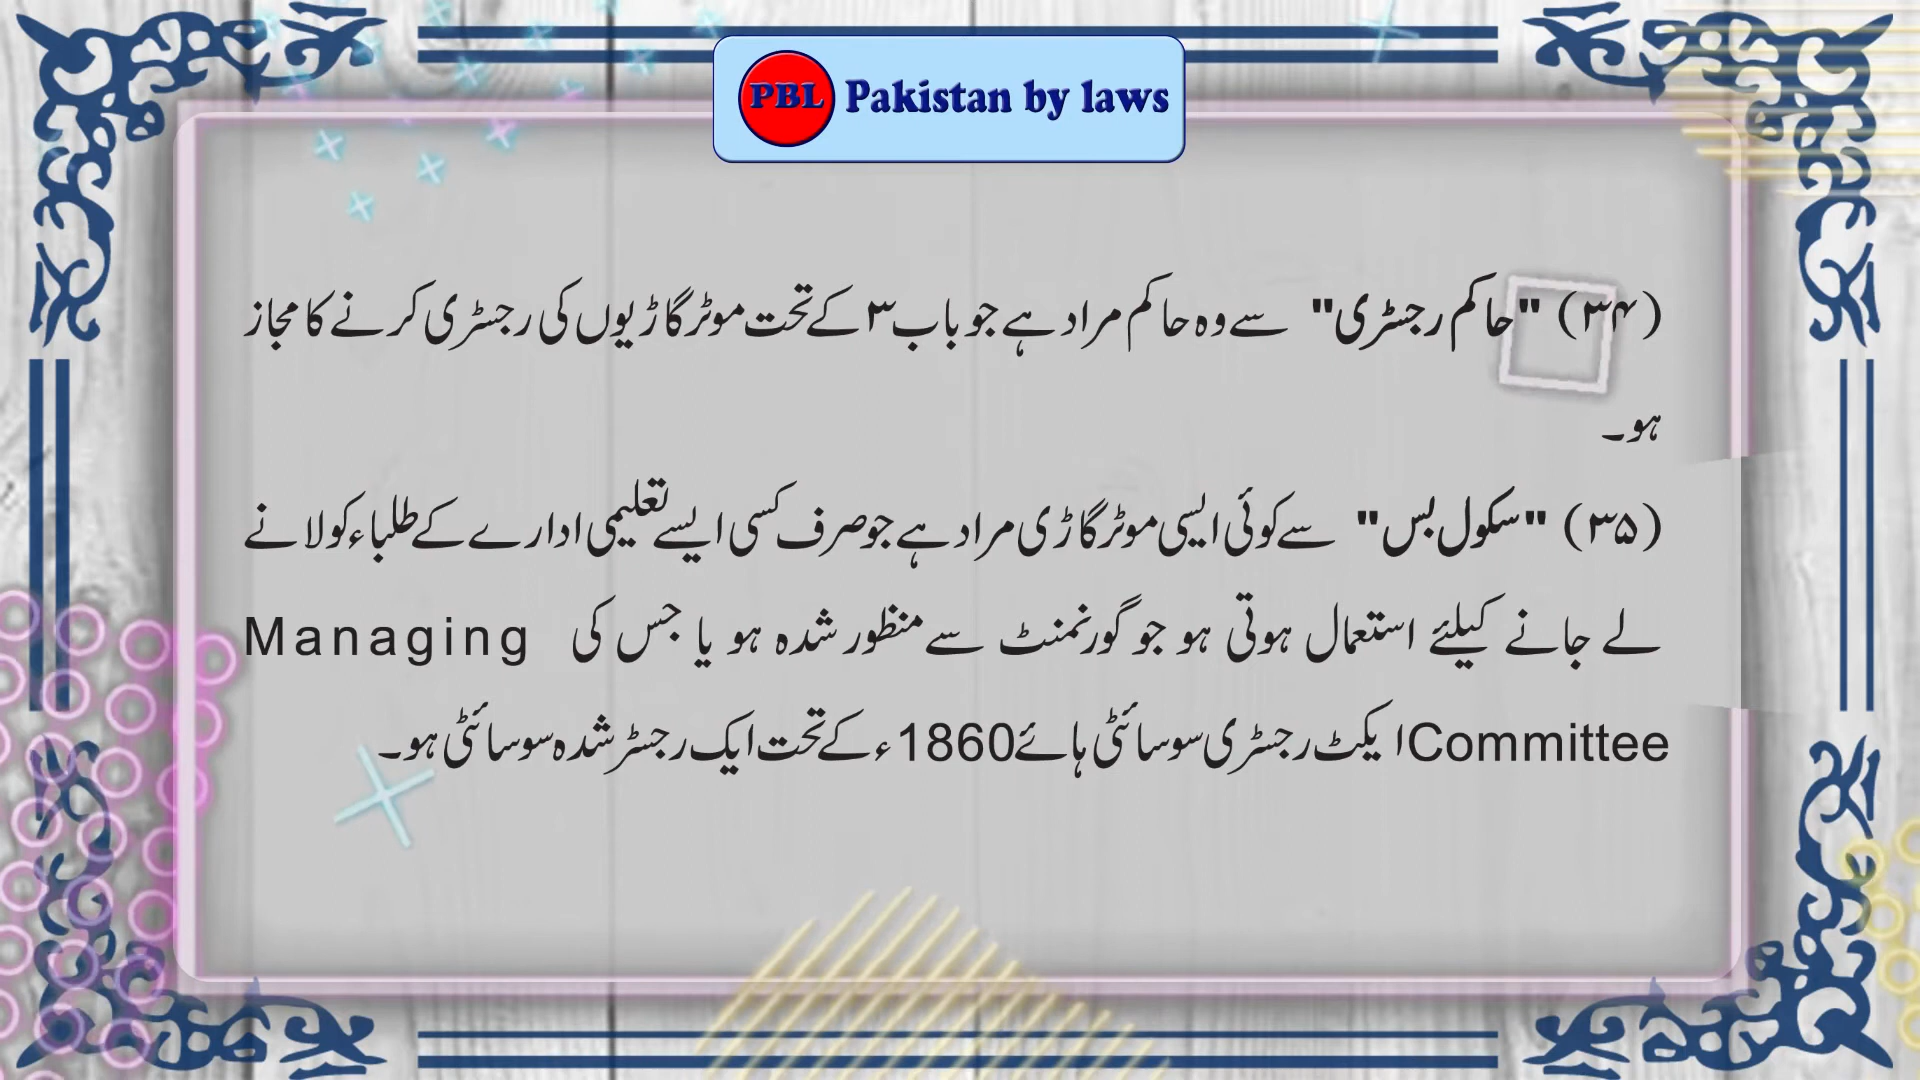 PBL Pakistan by laws
(۳۴) "حاکم رجسٹری" سے وہ حاکم مراد ہے جو باب ۳ کے تحت موٹر گاڑیوں کی رجسٹری کرنے کا مجاز
ہو۔
(۳۵) "سکول بس" سے کوئی ایسی موٹر گاڑی مراد ہے جو صرف کسی ایسے تعلیمی ادارے کے طلباء کو لانے
لے جانے کیلئے استعمال ہوتی ہو جو گورنمنٹ سے منظور شدہ ہو یا جس کی Managing
Committee ایکٹ رجسٹری سوسائٹی ہائے 1860ء کے تحت ایک رجسٹر شدہ سوسائٹی ہو۔